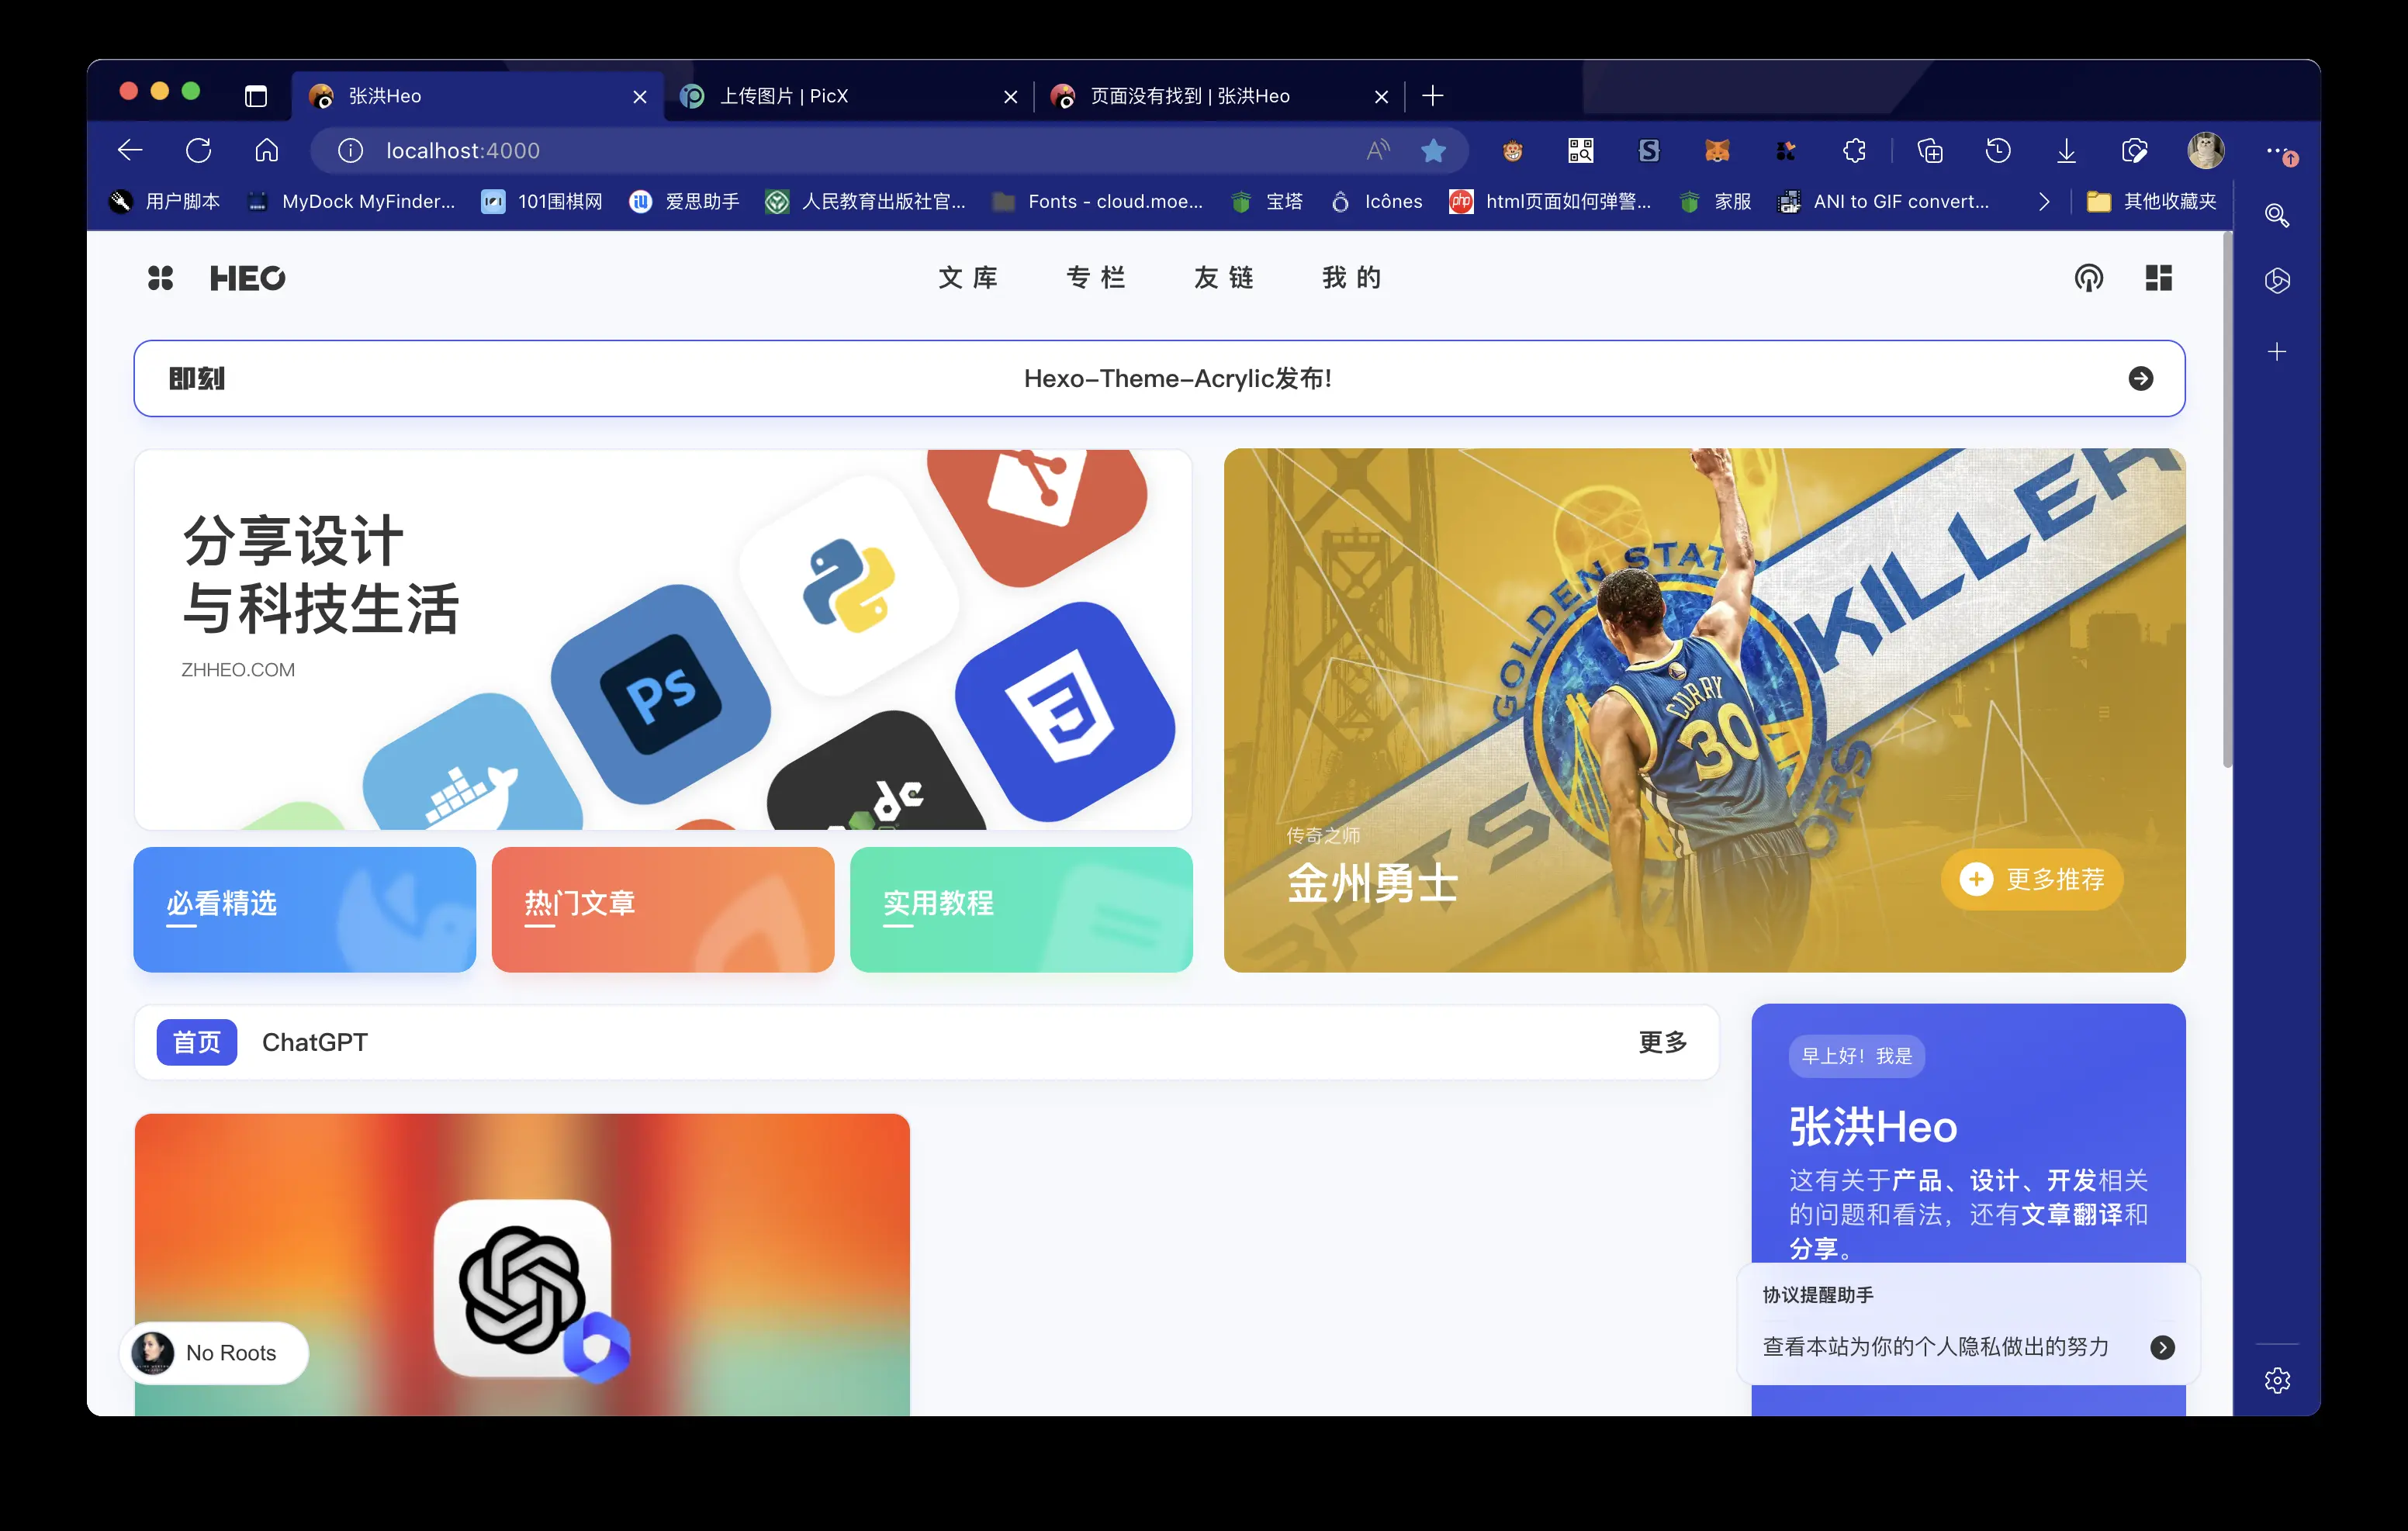 张洪Heo
上传图片 | PicX
页面没有找到 | 张洪Heo
localhost:4000
用户脚本
MyDock MyFinder...
101围棋网
爱思助手
人民教育出版社官...
Fonts - cloud.moe...
宝塔
Icônes
php
html页面如何弹警...
家服
ANI to GIF convert...
其他收藏夹
HEO
文库
专栏
友链
我的
即刻
Hexo-Theme-Acrylic发布!
分享设计
与科技生活
ZHHEO.COM
Ps
GOLDEN STAT
KILLER
CURRY
30
3PTS
ORS
传奇之师
金州勇士
更多推荐
必看精选
热门文章
实用教程
首页
ChatGPT
更多
早上好！我是
张洪Heo
这有关于产品、设计、开发相关
的问题和看法，还有文章翻译和
分享。
协议提醒助手
查看本站为你的个人隐私做出的努力
No Roots